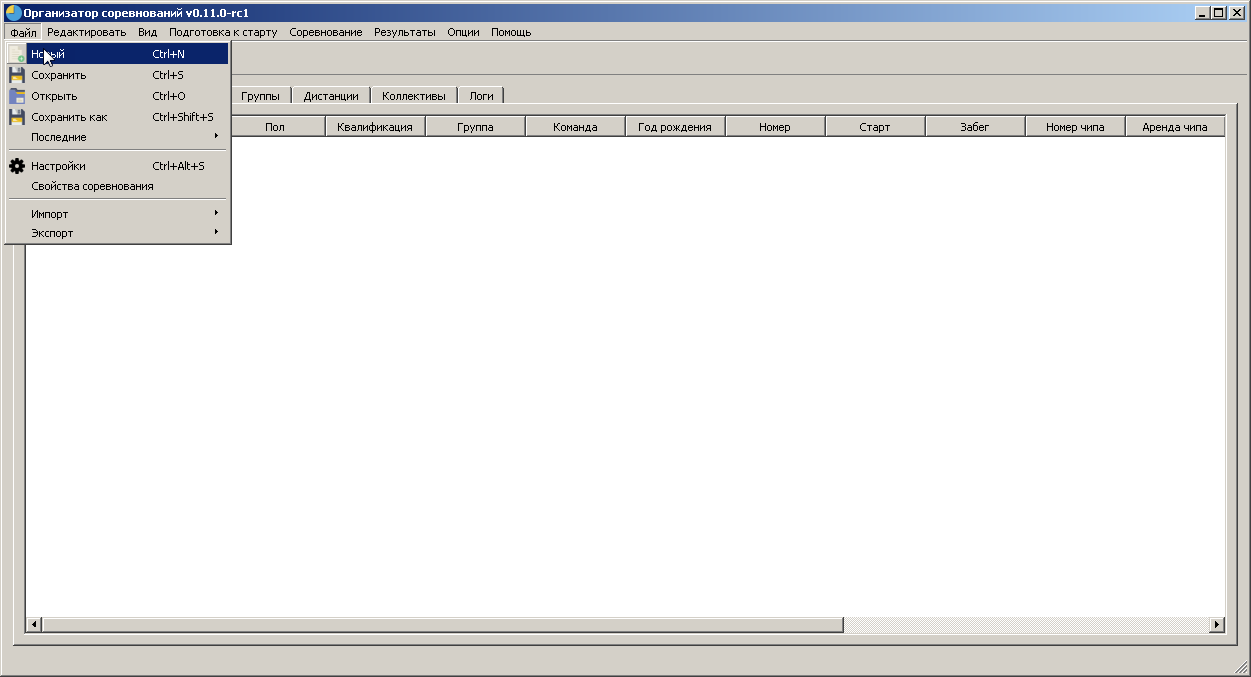 Организатор соревнований v0.11.0-rc1
Файл Редактировать Вид Подготовка к старту Соревнование Результаты Опции Помощь
Новый Ctrl+N
Сохранить Ctrl+S
Открыть Ctrl+O
Сохранить как Ctrl+Shift+S
Последние
Настройки Ctrl+Alt+S
Свойства соревнования
Импорт
Экспорт
Группы Дистанции Коллективы Логи
Пол Квалификация Группа Команда Год рождения Номер Старт Забег Номер чипа Аренда чипа